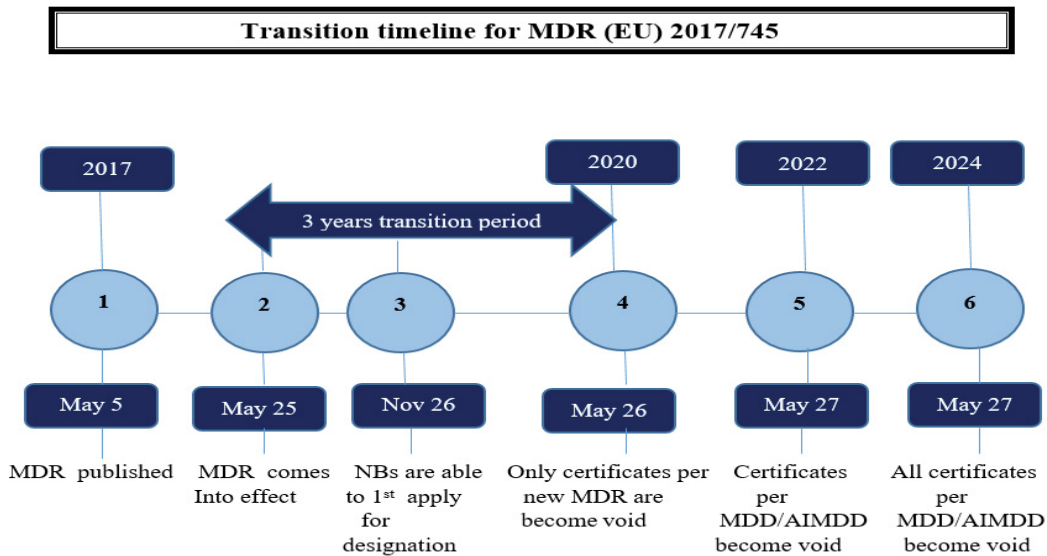 Transition timeline for MDR (EU) 2017/745
2017
2020
2022
2024
3 years transition period
1
2
3
4
5
6
May 5
May 25
Nov 26
May 26
May 27
May 27
MDR published
MDR comes
Into effect
NBs are able
to 1st apply
for
designation
Only certificates per
new MDR are
become void
Certificates
per
MDD/AIMDD
become void
All certificates
per
MDD/AIMDD
become void